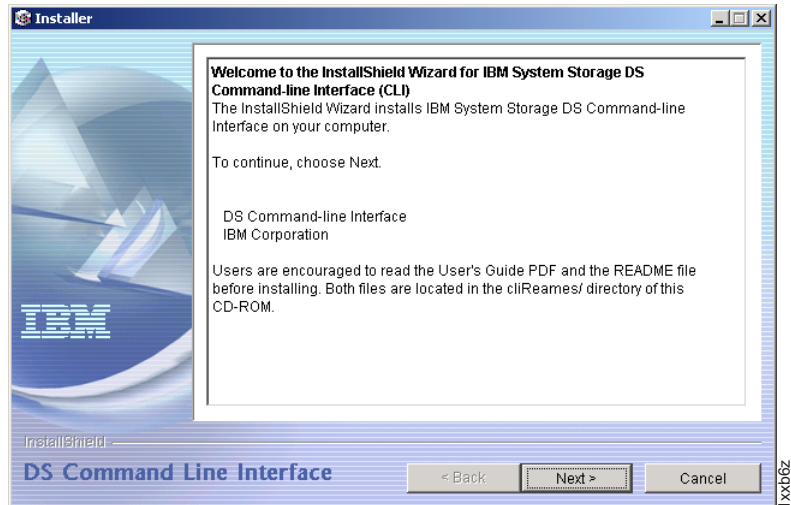 Installer
Welcome to the InstallShield Wizard for IBM System Storage DS
Command-line Interface (CLI)
The InstallShield Wizard installs IBM System Storage DS Command-line
Interface on your computer.
To continue, choose Next.
DS Command-line Interface
IBM Corporation
Users are encouraged to read the User's Guide PDF and the README file
before installing. Both files are located in the cliReames/ directory of this
CD-ROM.
IBM
InstallShield
DS Command Line Interface
< Back
Next >
Cancel